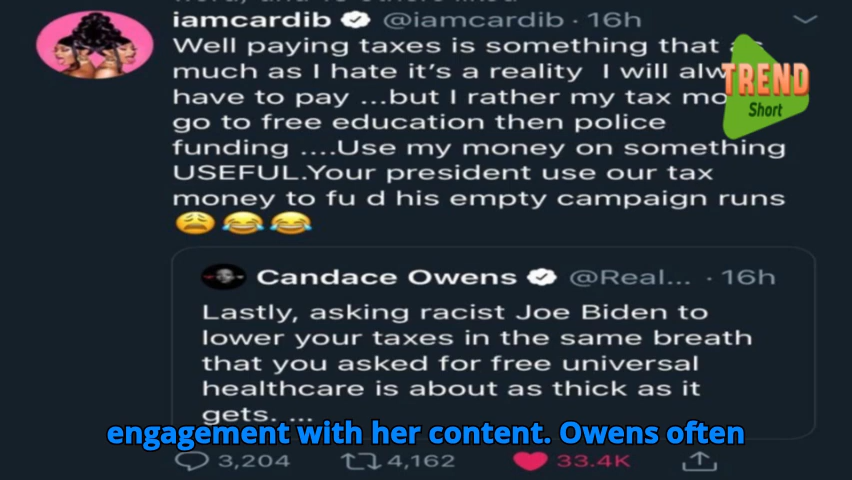 iamcardib @iamcardib · 16h
Well paying taxes is something that as
much as I hate it's a reality I will alw
have to pay ...but I rather my tax mo
go to free education then police
funding ....Use my money on something
USEFUL.Your president use our tax
money to fu d his empty campaign runs
😩😂😂
TREND
Short
Candace Owens @Real... · 16h
Lastly, asking racist Joe Biden to
lower your taxes in the same breath
that you asked for free universal
healthcare is about as thick as it
gets. ...
engagement with her content. Owens often
3,204 4,162 33.4K